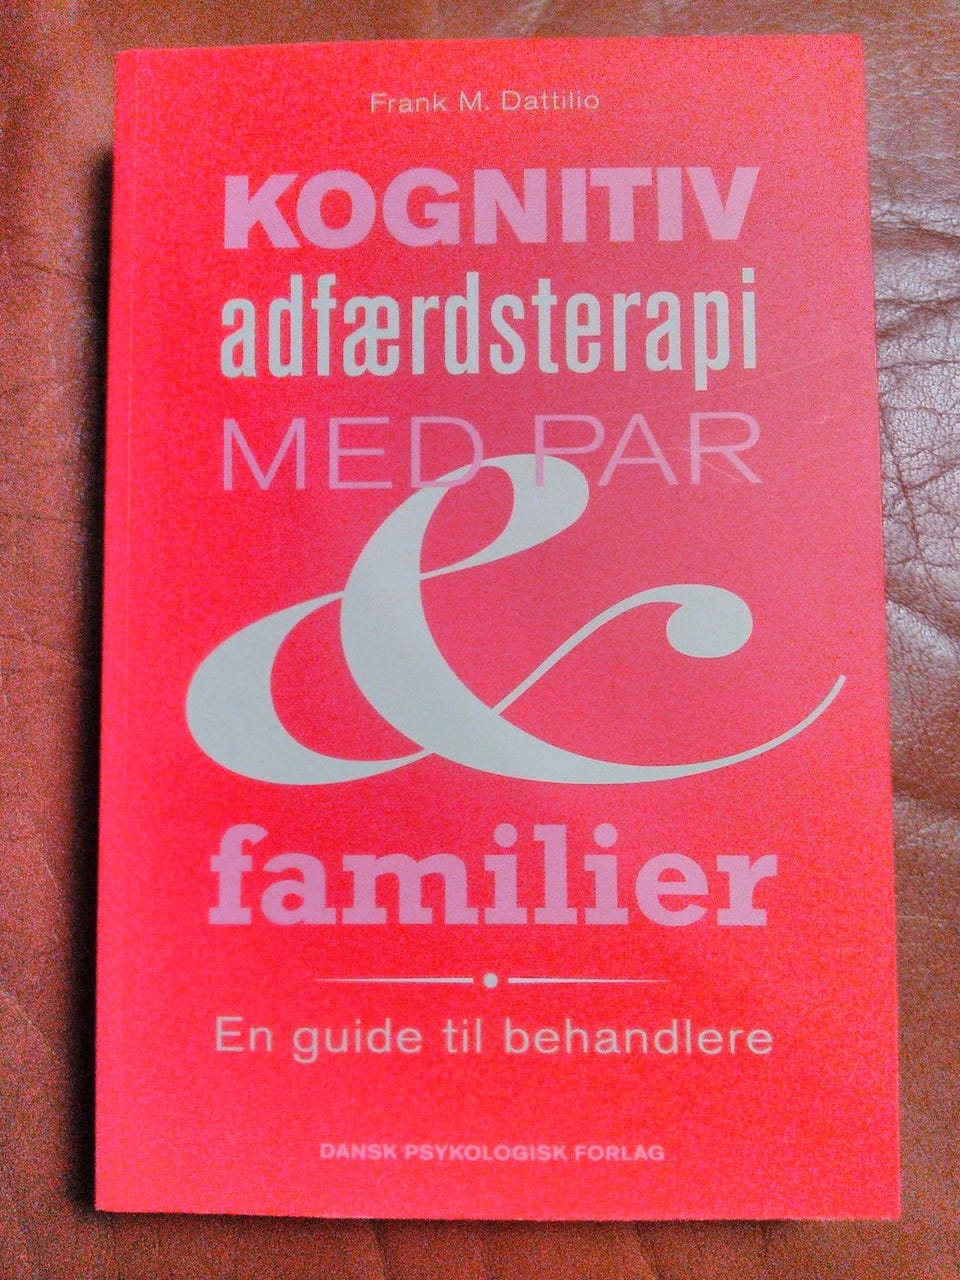 Frank M. Dattilio
KOGNITIV
adfærdsterapi
MED PAR
&
familier
En guide til behandlere
DANSK PSYKOLOGISK FORLAG